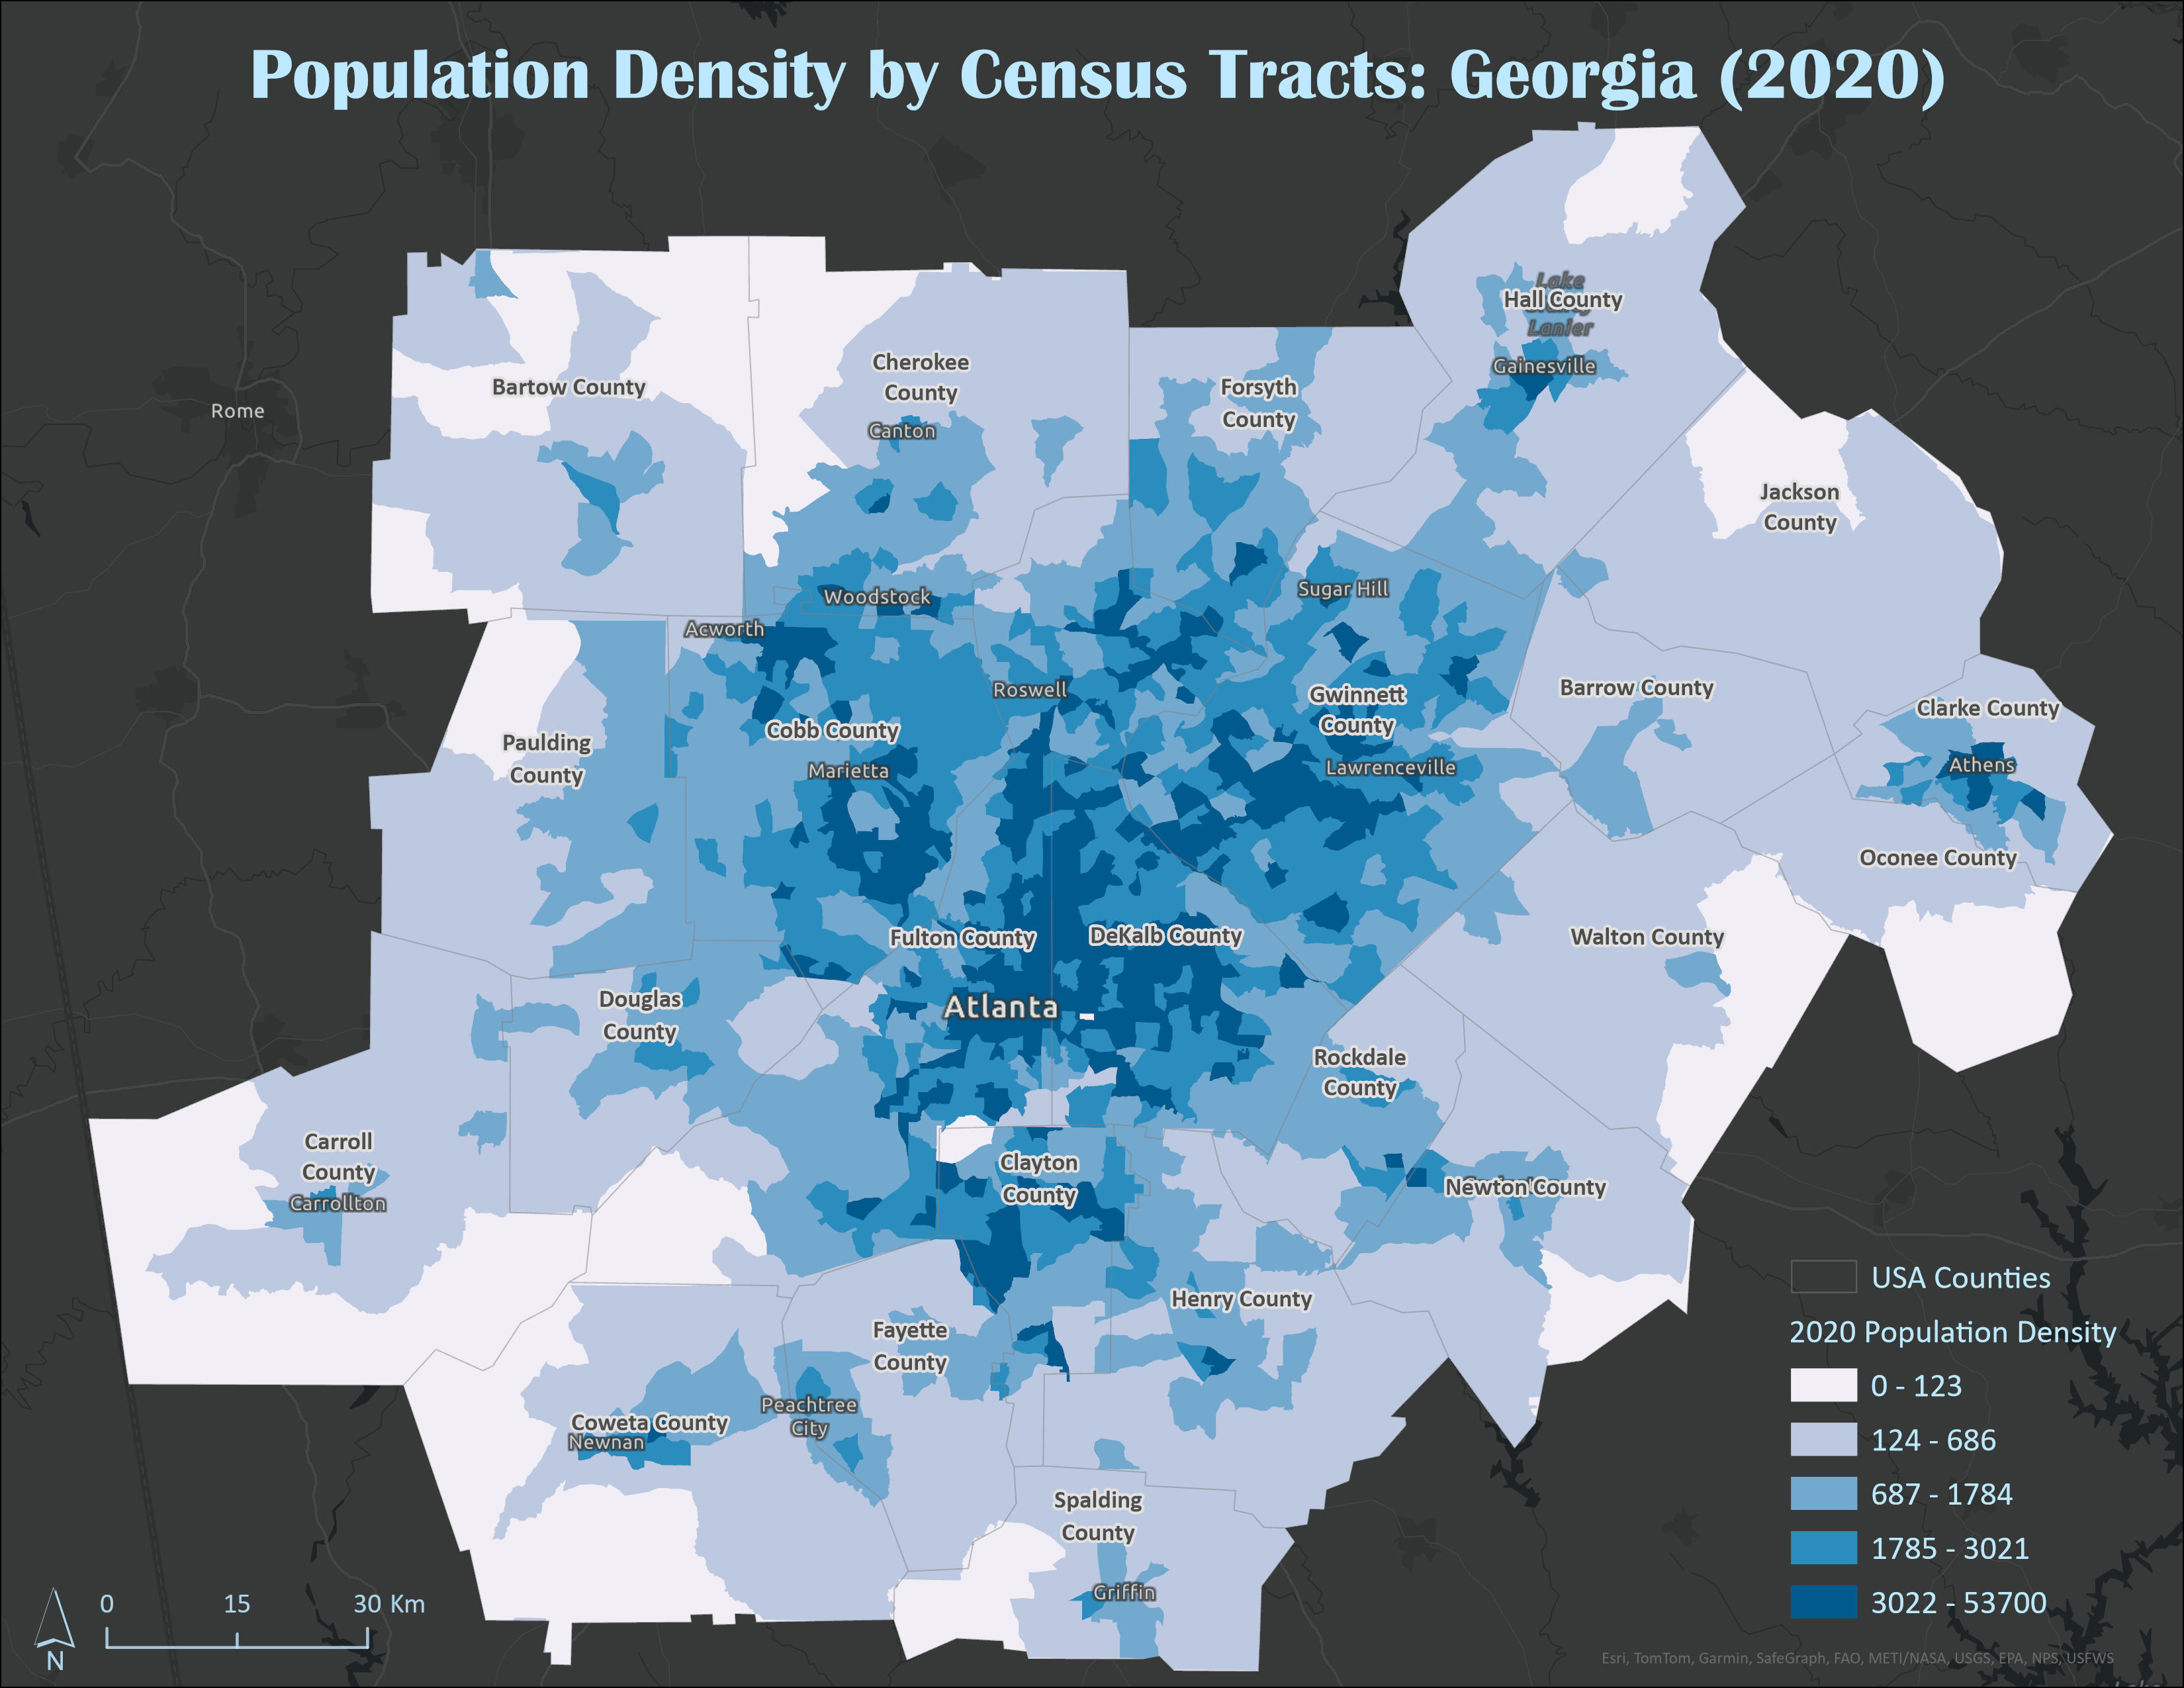 Population Density by Census Tracts: Georgia (2020)
Lake
Hall County
Lanier
Gainesville
Cherokee
County
Bartow County
Forsyth
County
Rome
Canton
Jackson
County
Sugar Hill
Woodstock
Acworth
Roswell
Gwinnett
County
Barrow County
Clarke County
Cobb County
Paulding
County
Marietta
Lawrenceville
Athens
Oconee County
Fulton County
DeKalb County
Walton County
Douglas
County
Atlanta
Rockdale
County
Carroll
County
Carrollton
Clayton
County
Newton County
Henry County
Fayette
County
Peachtree
City
Coweta County
Newnan
Spalding
County
Griffin
USA Counties
2020 Population Density
0 - 123
124 - 686
687 - 1784
1785 - 3021
3022 - 53700
0 15 30 Km
N
Esri, TomTom, Garmin, SafeGraph, FAO, METI/NASA, USGS, EPA, NPS, USFWS